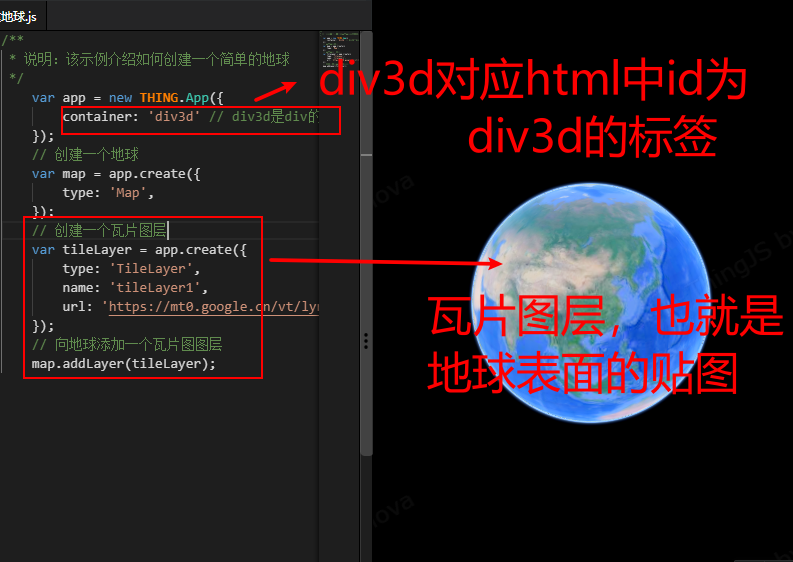 地球.js
/**
* 说明: 该示例介绍如何创建一个简单的地球
*/
var app = new THING.App({
container: 'div3d' // div3d是div的
});
// 创建一个地球
var map = app.create({
type: 'Map',
});
// 创建一个瓦片图层
var tileLayer = app.create({
type: 'TileLayer',
name: 'tileLayer1',
url: 'https://mt0.google.cn/vt/ly
});
// 向地球添加一个瓦片图图层
map.addLayer(tileLayer);
div3d对应html中id为
div3d的标签
瓦片图层，也就是
地球表面的贴图